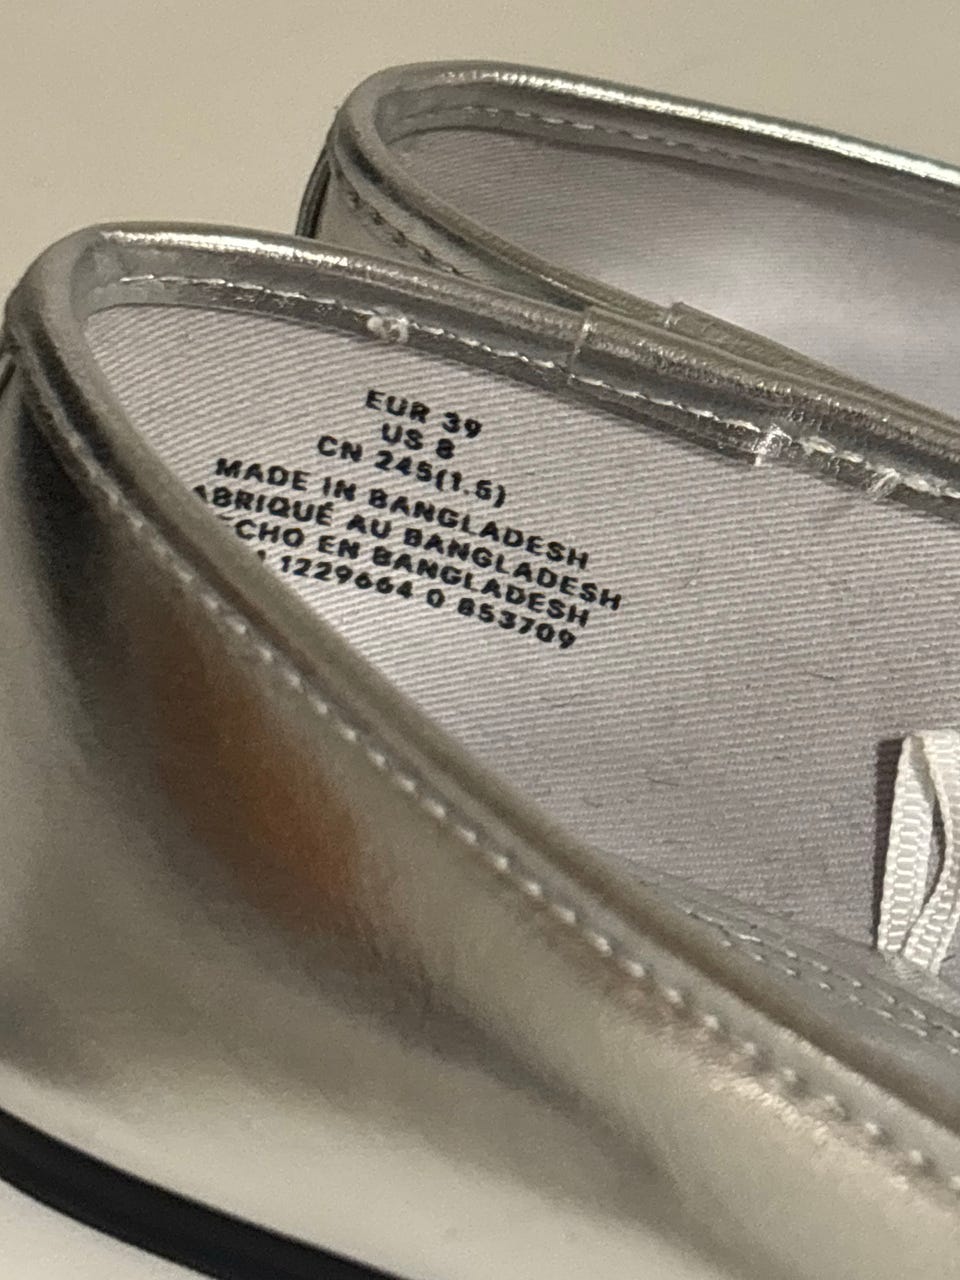 EUR 39
US 8
CN 245(1.5)
MADE IN BANGLADESH
ABRIQUÉ AU BANGLADESH
ECHO EN BANGLADESH
1229664 0 853709